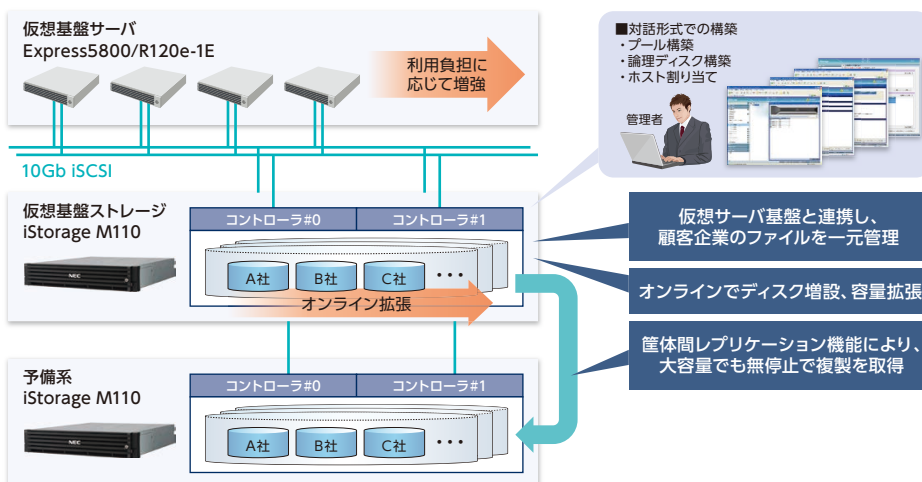 仮想基盤サーバ
Express5800/R120e-1E
利用負担に
応じて増強
■対話形式での構築
・プール構築
・論理ディスク構築
・ホスト割り当て
管理者
10Gb iSCSI
仮想基盤ストレージ
iStorage M110
NEC
コントローラ#0
コントローラ#1
A社
B社
C社
・・・
オンライン拡張
仮想サーバ基盤と連携し、
顧客企業のファイルを一元管理
オンラインでディスク増設、容量拡張
筐体間レプリケーション機能により、
大容量でも無停止で複製を取得
予備系
iStorage M110
NEC
コントローラ#0
コントローラ#1
A社
B社
C社
・・・